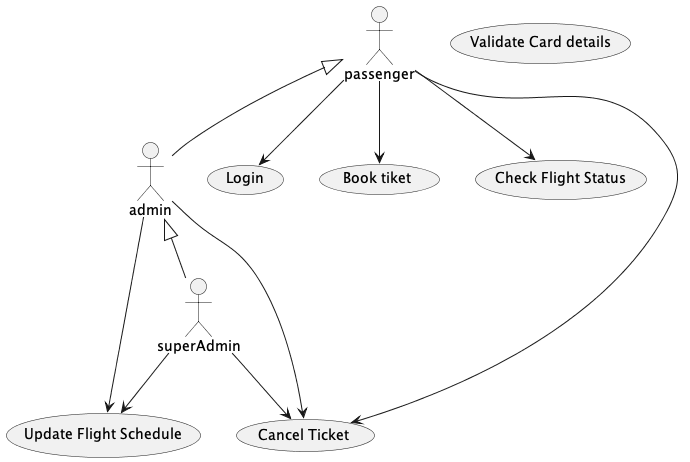 Validate Card details
passenger
Login
Book tiket
Check Flight Status
admin
superAdmin
Update Flight Schedule
Cancel Ticket